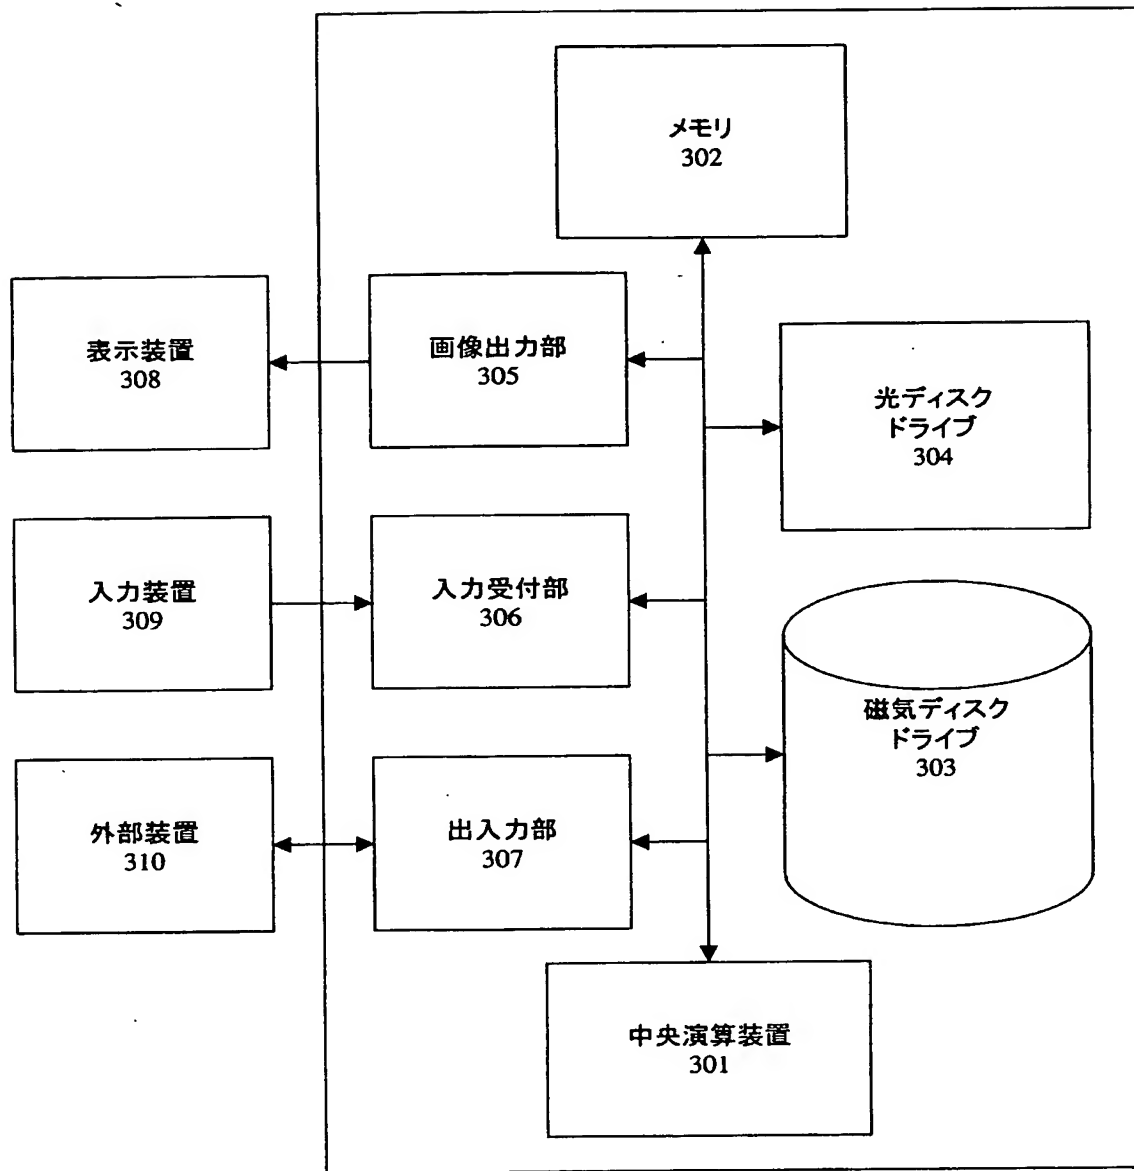 メモリ
302
表示装置
308
画像出力部
305
光ディスク
ドライブ
304
入力装置
309
入力受付部
306
磁気ディスク
ドライブ
303
外部装置
310
出入力部
307
中央演算装置
301